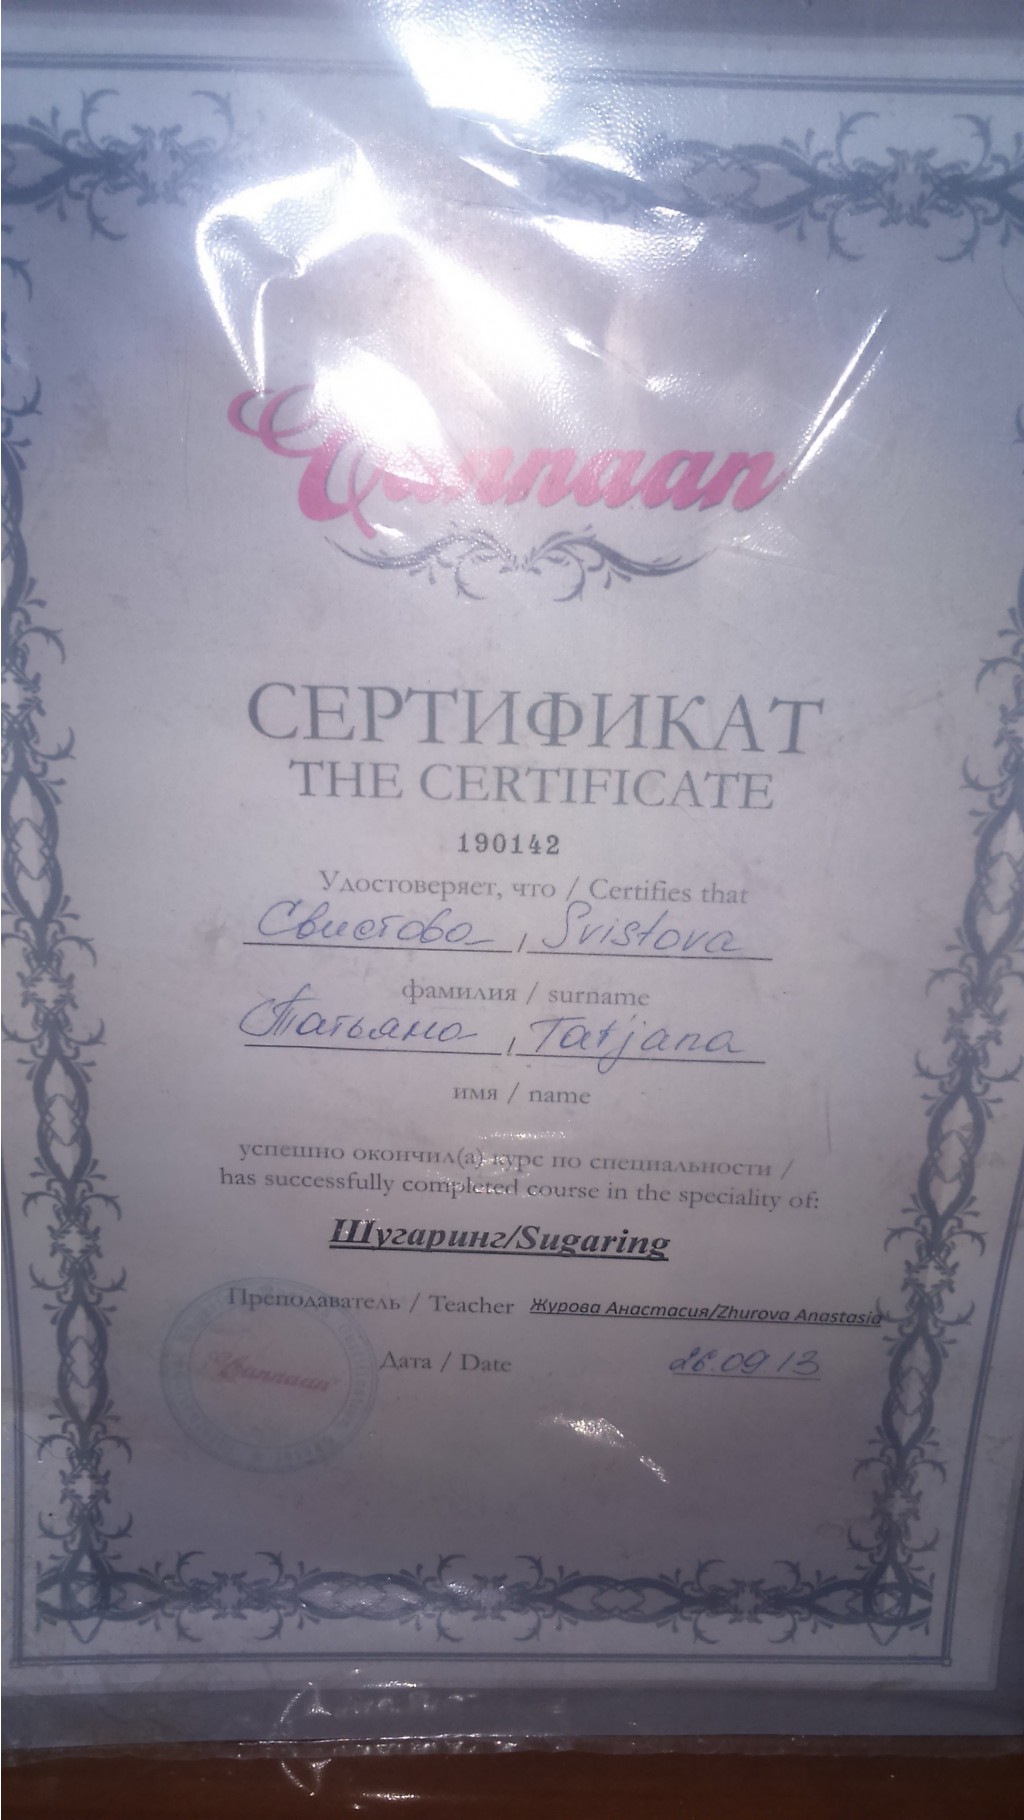 Cannaan
СЕРТИФИКАТ
THE CERTIFICATE
190142
Удостоверяет, что / Certifies that
Свистова, Svistova
фамилия / surname
Татьяна, Tatjana
имя / name
успешно окончил(а) курс по специальности /
has successfully completed course in the speciality of:
Шугаринг/Sugaring
Преподаватель / Teacher Журова Анастасия/Zhurova Anastasia
Cannaan
Дата / Date 26.09 13